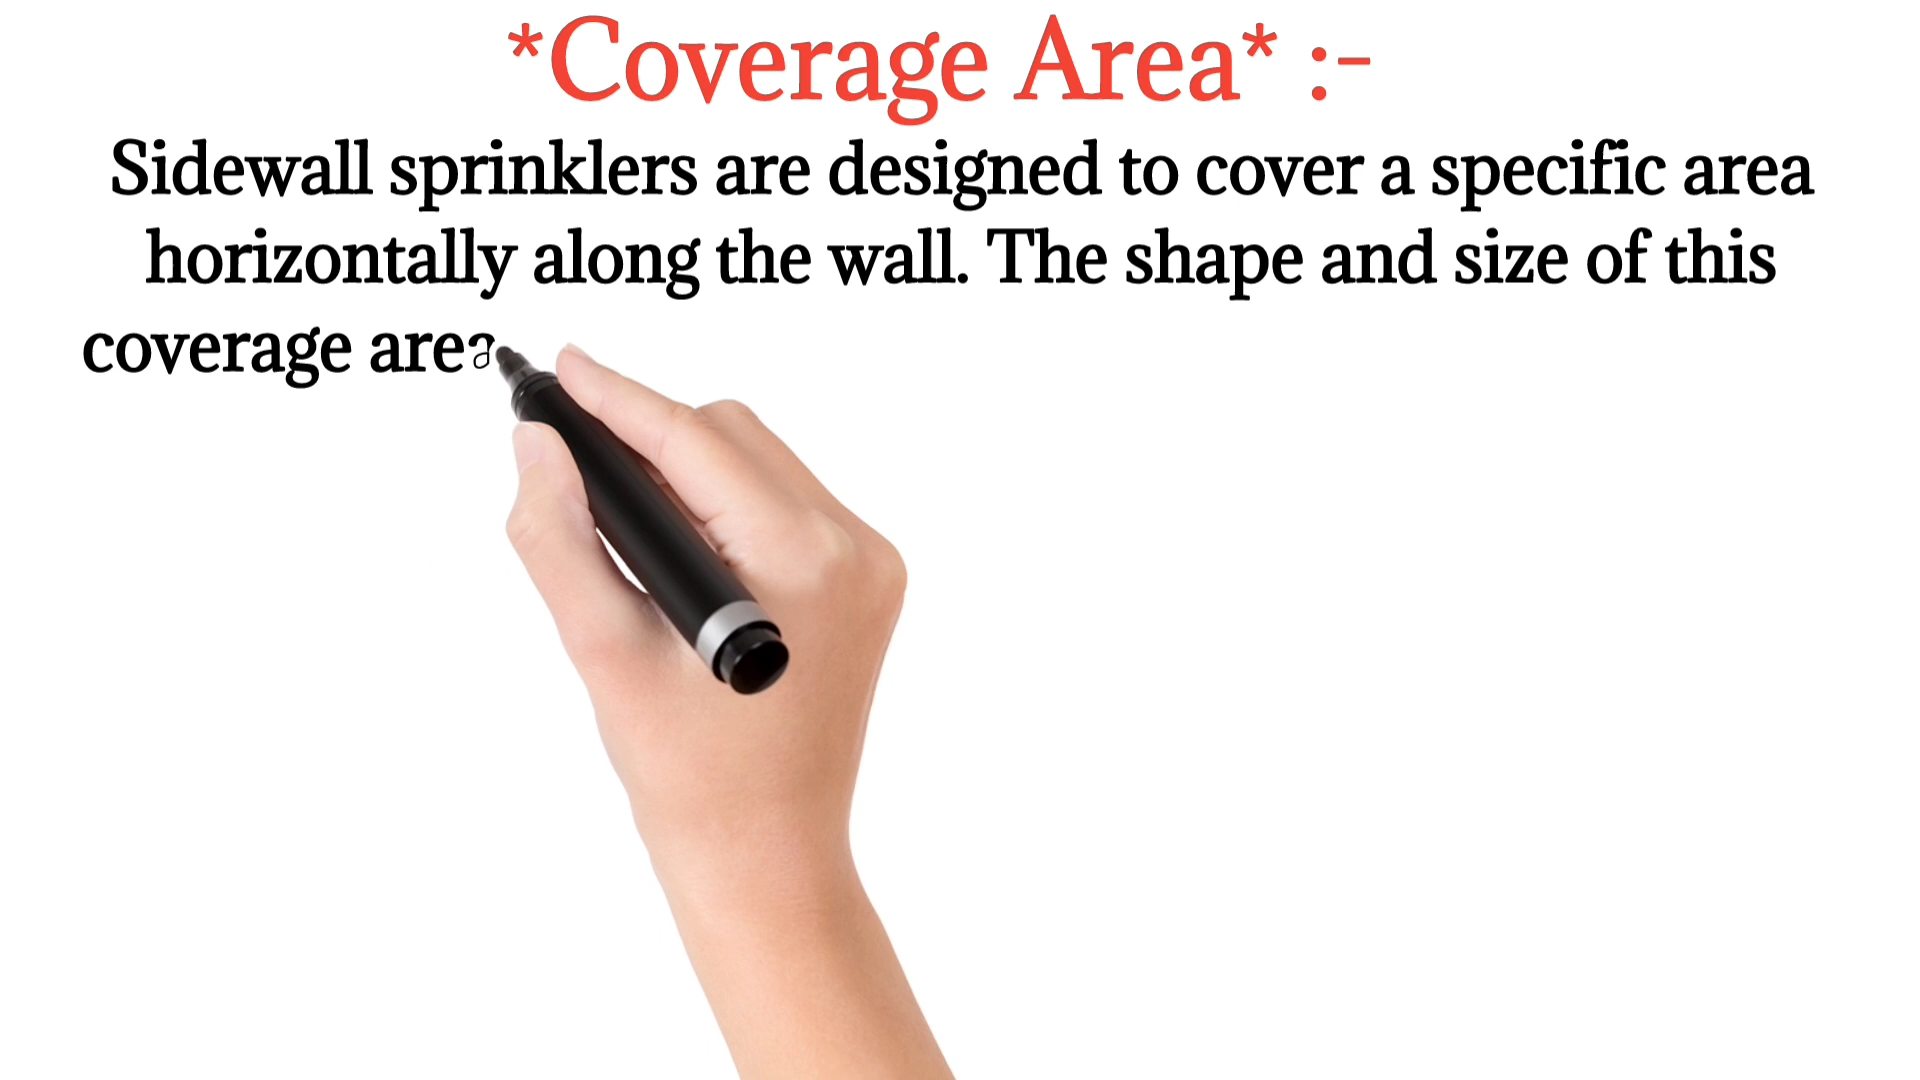 *Coverage Area* :-
Sidewall sprinklers are designed to cover a specific area
horizontally along the wall. The shape and size of this
coverage area